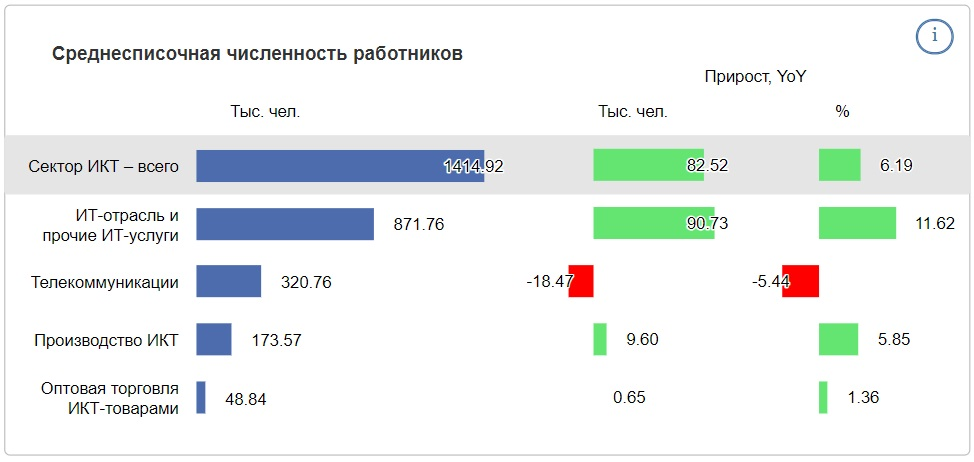 i
Среднесписочная численность работников
Прирост, YoY
Тыс. чел. Тыс. чел. %
Сектор ИКТ – всего 1414.92 82.52 6.19
ИТ-отрасль и
прочие ИТ-услуги 871.76 90.73 11.62
Телекоммуникации 320.76 -18.47 -5.44
Производство ИКТ 173.57 9.60 5.85
Оптовая торговля
ИКТ-товарами 48.84 0.65 1.36